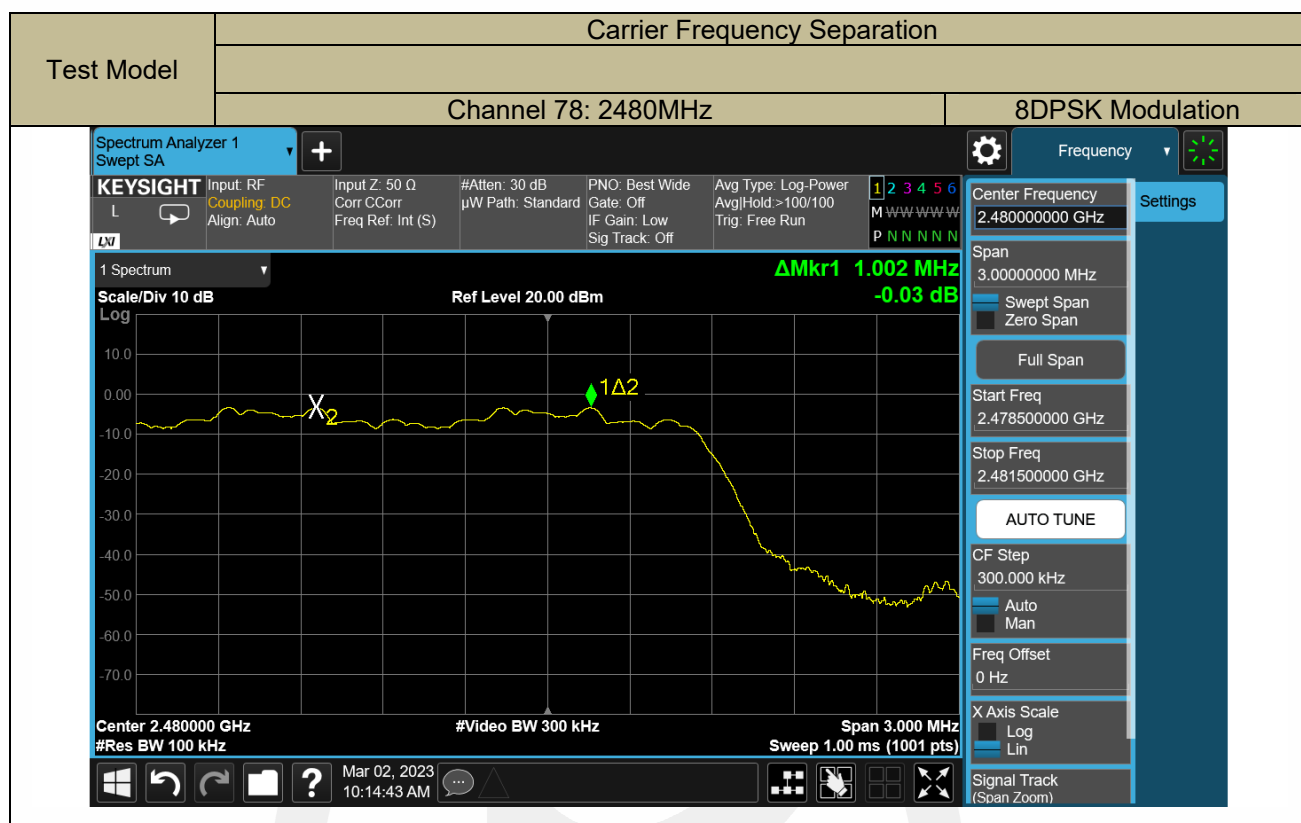 Test Model
Carrier Frequency Separation
Channel 78: 2480MHz
8DPSK Modulation
Spectrum Analyzer 1
Swept SA
+
Frequency
KEYSIGHT
L
LXI
Input: RF
Coupling: DC
Align: Auto
Input Z: 50 Ω
Corr CCorr
Freq Ref: Int (S)
#Atten: 30 dB
µW Path: Standard
PNO: Best Wide
Gate: Off
IF Gain: Low
Sig Track: Off
Avg Type: Log-Power
Avg|Hold:>100/100
Trig: Free Run
1 2 3 4 5 6
M W W W W W
P N N N N N
1 Spectrum
Scale/Div 10 dB
Log
Ref Level 20.00 dBm
ΔMkr1 1.002 MHz
-0.03 dB
10.0
0.00
-10.0
-20.0
-30.0
-40.0
-50.0
-60.0
-70.0
X2
1Δ2
Center 2.480000 GHz
#Res BW 100 kHz
#Video BW 300 kHz
Span 3.000 MHz
Sweep 1.00 ms (1001 pts)
Mar 02, 2023
10:14:43 AM
?
Center Frequency
2.480000000 GHz
Settings
Span
3.00000000 MHz
Swept Span
Zero Span
Full Span
Start Freq
2.478500000 GHz
Stop Freq
2.481500000 GHz
AUTO TUNE
CF Step
300.000 kHz
Auto
Man
Freq Offset
0 Hz
X Axis Scale
Log
Lin
Signal Track
(Span Zoom)